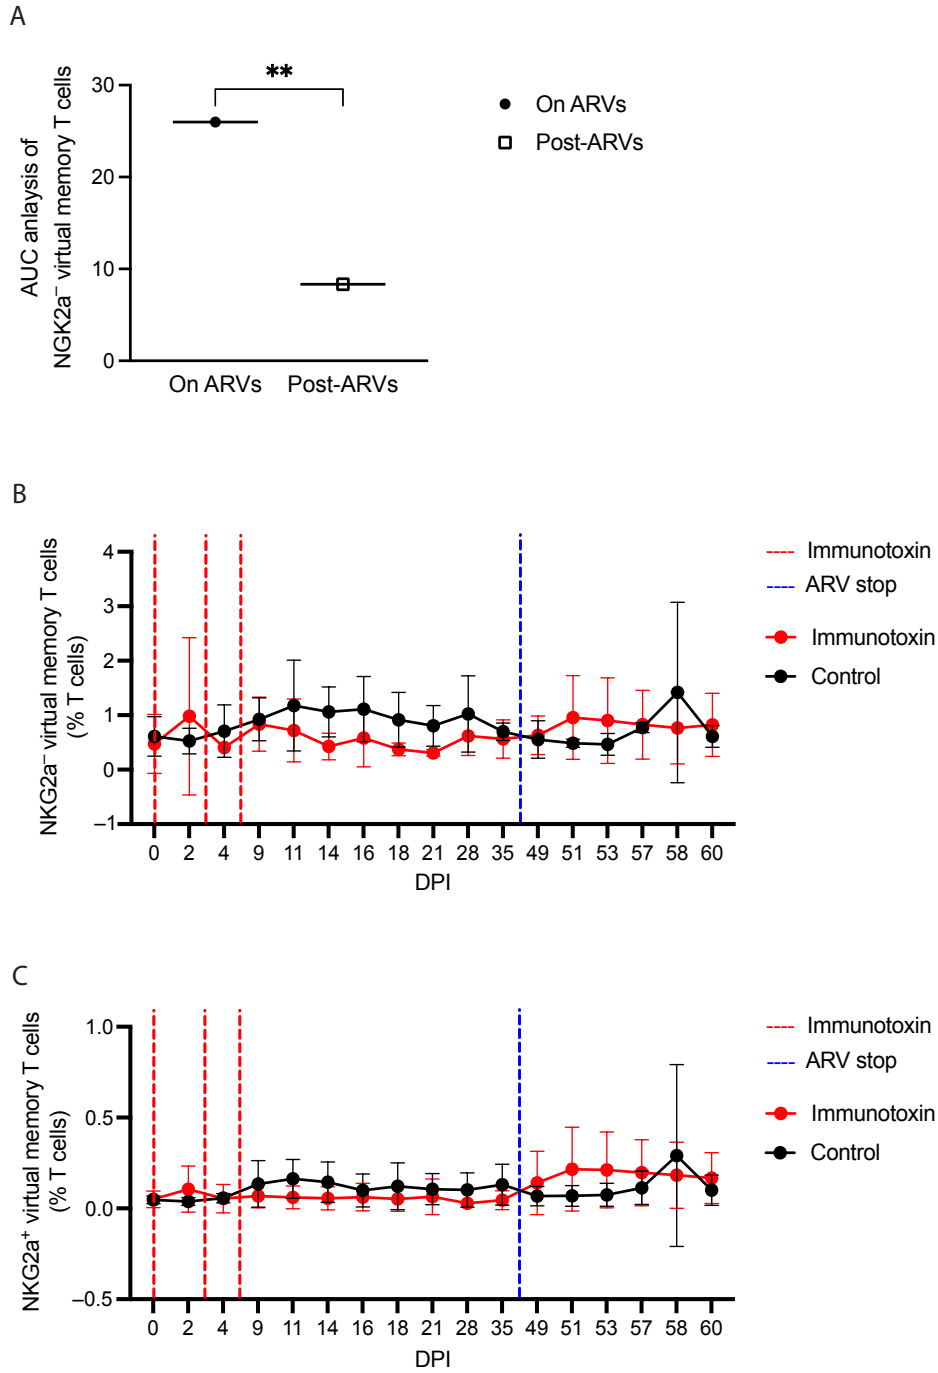 A
AUC anlaysis of
NGK2a⁻ virtual memory T cells
30
20
10
0
**
On ARVs
Post-ARVs
On ARVs
Post-ARVs
B
NKG2a⁻ virtual memory T cells
(% T cells)
4
3
2
1
0
–1
0 2 4 9 11 14 16 18 21 28 35 49 51 53 57 58 60
DPI
Immunotoxin
ARV stop
Immunotoxin
Control
C
NKG2a⁺ virtual memory T cells
(% T cells)
1.0
0.5
0.0
–0.5
0 2 4 9 11 14 16 18 21 28 35 49 51 53 57 58 60
DPI
Immunotoxin
ARV stop
Immunotoxin
Control